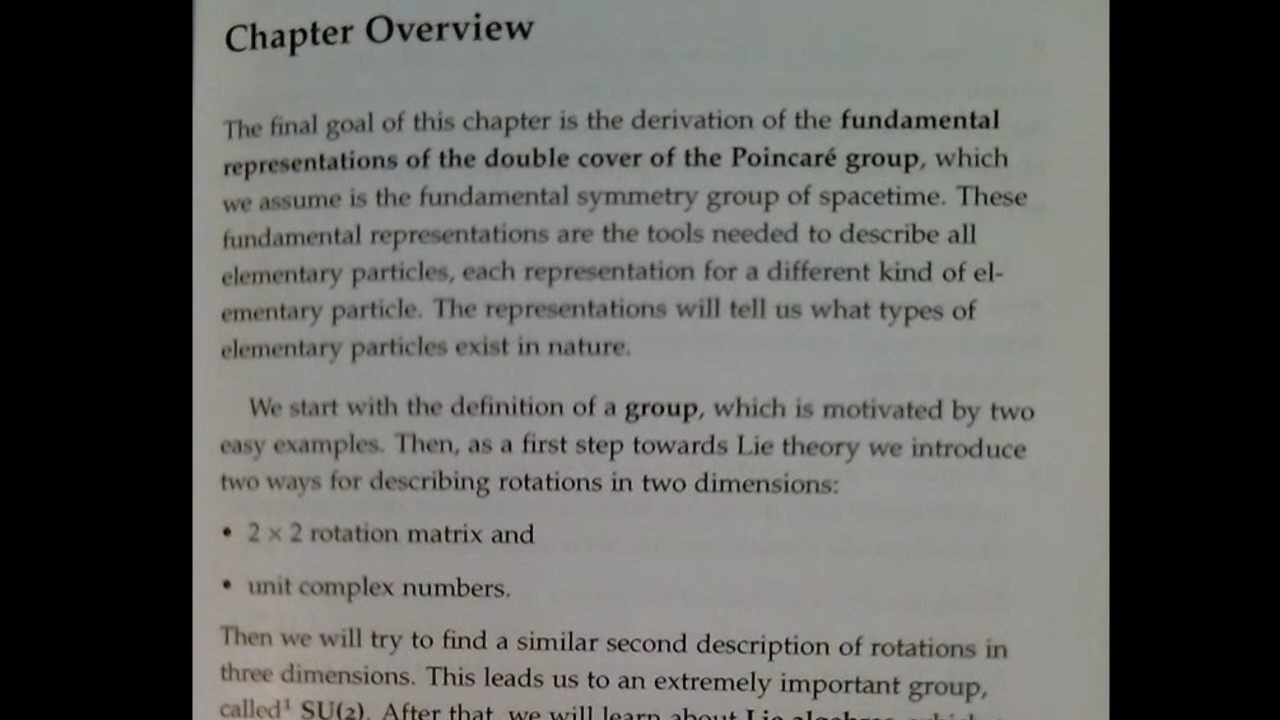 Chapter Overview
The final goal of this chapter is the derivation of the fundamental
representations of the double cover of the Poincaré group, which
we assume is the fundamental symmetry group of spacetime. These
fundamental representations are the tools needed to describe all
elementary particles, each representation for a different kind of el-
ementary particle. The representations will tell us what types of
elementary particles exist in nature.
We start with the definition of a group, which is motivated by two
easy examples. Then, as a first step towards Lie theory we introduce
two ways for describing rotations in two dimensions:
• 2 × 2 rotation matrix and
• unit complex numbers.
Then we will try to find a similar second description of rotations in
three dimensions. This leads us to an extremely important group,
called¹ SU(2). After that, we will learn about Lie algebras, which